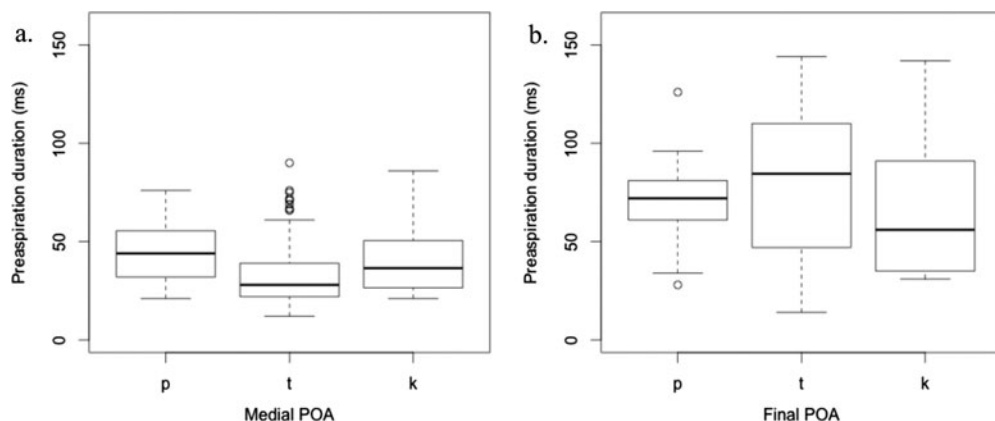 a.
Preaspiration duration (ms)
150
100
50
0
p t k
Medial POA
b.
Preaspiration duration (ms)
150
100
50
0
p t k
Final POA